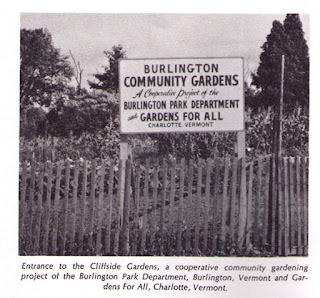 BURLINGTON
COMMUNITY GARDENS
A Cooperative Project of the
BURLINGTON PARK DEPARTMENT
and GARDENS FOR ALL
CHARLOTTE, VERMONT
Entrance to the Cliffside Gardens, a cooperative community gardening
project of the Burlington Park Department, Burlington, Vermont and Gar-
dens For All, Charlotte, Vermont.